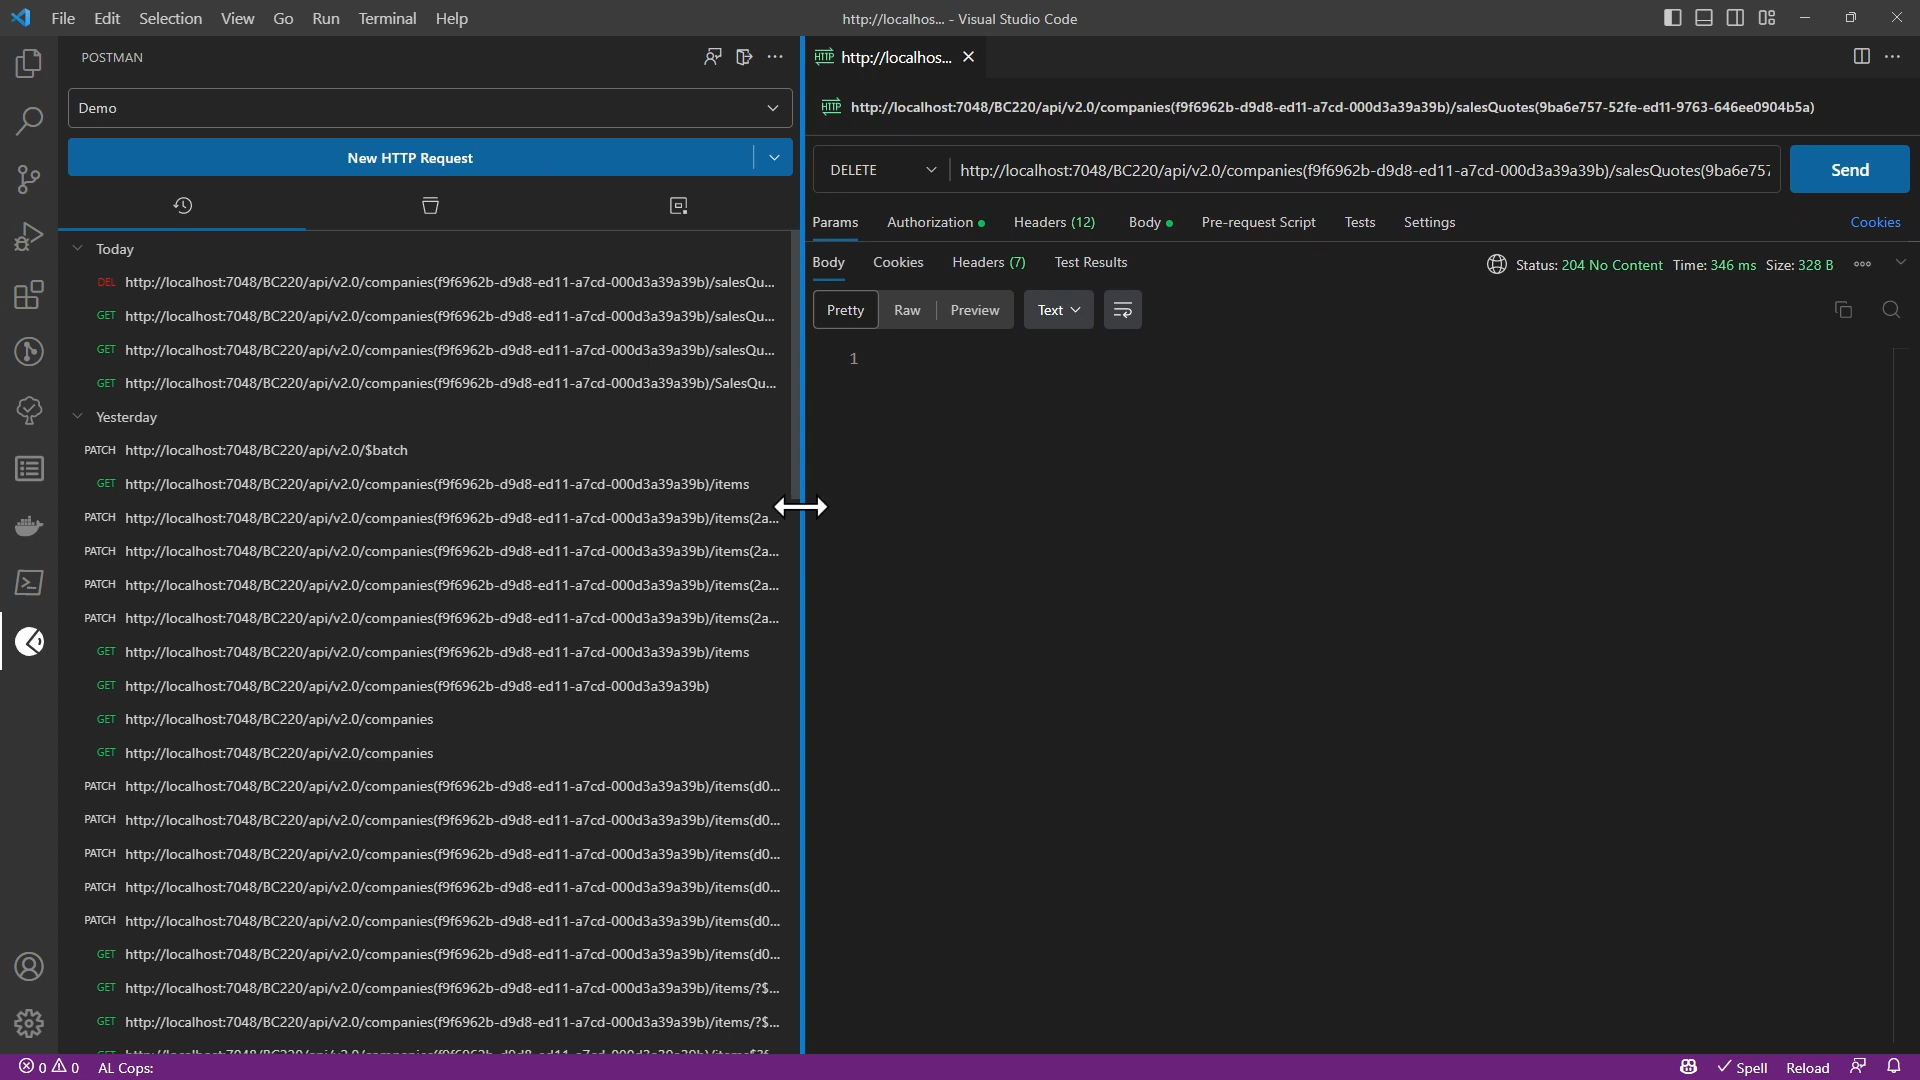 File Edit Selection View Go Run Terminal Help
http://localhos... - Visual Studio Code
POSTMAN
Demo
New HTTP Request
Today
DEL http://localhost:7048/BC220/api/v2.0/companies(f9f6962b-d9d8-ed11-a7cd-000d3a39a39b)/salesQu...
GET http://localhost:7048/BC220/api/v2.0/companies(f9f6962b-d9d8-ed11-a7cd-000d3a39a39b)/salesQu...
GET http://localhost:7048/BC220/api/v2.0/companies(f9f6962b-d9d8-ed11-a7cd-000d3a39a39b)/salesQu...
GET http://localhost:7048/BC220/api/v2.0/companies(f9f6962b-d9d8-ed11-a7cd-000d3a39a39b)/SalesQu...
Yesterday
PATCH http://localhost:7048/BC220/api/v2.0/$batch
GET http://localhost:7048/BC220/api/v2.0/companies(f9f6962b-d9d8-ed11-a7cd-000d3a39a39b)/items
PATCH http://localhost:7048/BC220/api/v2.0/companies(f9f6962b-d9d8-ed11-a7cd-000d3a39a39b)/items(2a...
PATCH http://localhost:7048/BC220/api/v2.0/companies(f9f6962b-d9d8-ed11-a7cd-000d3a39a39b)/items(2a...
PATCH http://localhost:7048/BC220/api/v2.0/companies(f9f6962b-d9d8-ed11-a7cd-000d3a39a39b)/items(2a...
PATCH http://localhost:7048/BC220/api/v2.0/companies(f9f6962b-d9d8-ed11-a7cd-000d3a39a39b)/items(2a...
GET http://localhost:7048/BC220/api/v2.0/companies(f9f6962b-d9d8-ed11-a7cd-000d3a39a39b)/items
GET http://localhost:7048/BC220/api/v2.0/companies(f9f6962b-d9d8-ed11-a7cd-000d3a39a39b)
GET http://localhost:7048/BC220/api/v2.0/companies
GET http://localhost:7048/BC220/api/v2.0/companies
PATCH http://localhost:7048/BC220/api/v2.0/companies(f9f6962b-d9d8-ed11-a7cd-000d3a39a39b)/items(d0...
PATCH http://localhost:7048/BC220/api/v2.0/companies(f9f6962b-d9d8-ed11-a7cd-000d3a39a39b)/items(d0...
PATCH http://localhost:7048/BC220/api/v2.0/companies(f9f6962b-d9d8-ed11-a7cd-000d3a39a39b)/items(d0...
PATCH http://localhost:7048/BC220/api/v2.0/companies(f9f6962b-d9d8-ed11-a7cd-000d3a39a39b)/items(d0...
PATCH http://localhost:7048/BC220/api/v2.0/companies(f9f6962b-d9d8-ed11-a7cd-000d3a39a39b)/items(d0...
GET http://localhost:7048/BC220/api/v2.0/companies(f9f6962b-d9d8-ed11-a7cd-000d3a39a39b)/items(d0...
GET http://localhost:7048/BC220/api/v2.0/companies(f9f6962b-d9d8-ed11-a7cd-000d3a39a39b)/items/?$...
GET http://localhost:7048/BC220/api/v2.0/companies(f9f6962b-d9d8-ed11-a7cd-000d3a39a39b)/items/?$...
HTTP http://localhos...
HTTP http://localhost:7048/BC220/api/v2.0/companies(f9f6962b-d9d8-ed11-a7cd-000d3a39a39b)/salesQuotes(9ba6e757-52fe-ed11-9763-646ee0904b5a)
DELETE http://localhost:7048/BC220/api/v2.0/companies(f9f6962b-d9d8-ed11-a7cd-000d3a39a39b)/salesQuotes(9ba6e757 Send
Params Authorization Headers (12) Body Pre-request Script Tests Settings Cookies
Body Cookies Headers (7) Test Results Status: 204 No Content Time: 346 ms Size: 328 B
Pretty Raw Preview Text
1
0 0 AL Cops: Spell Reload